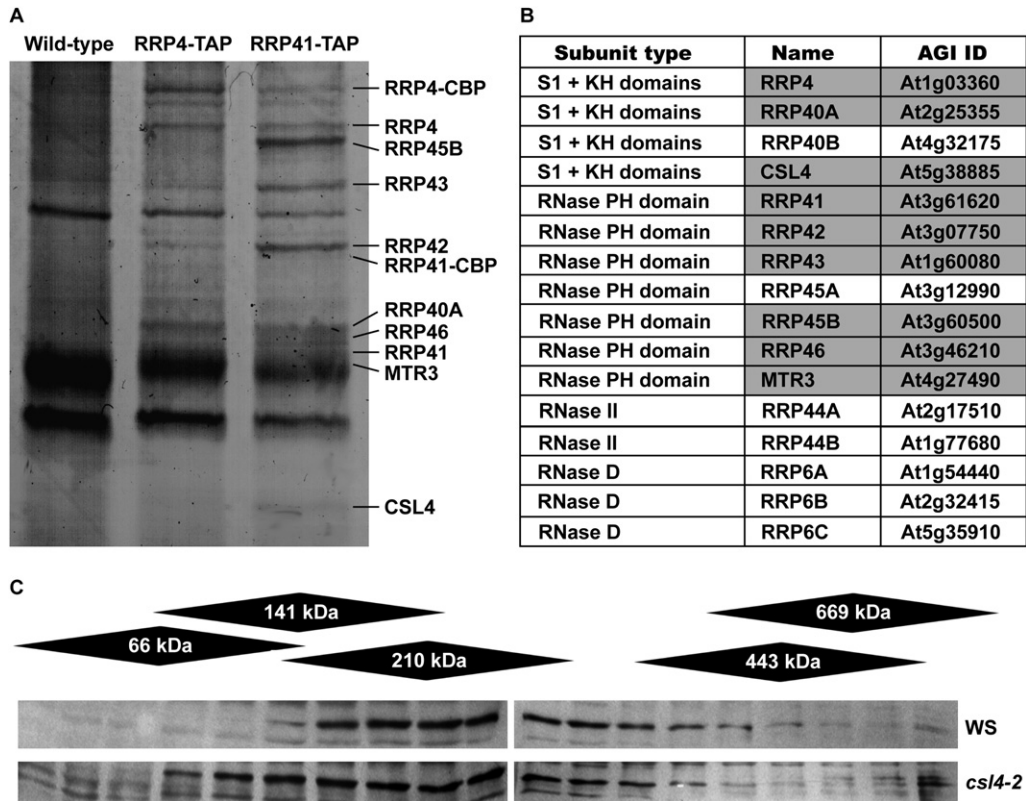 A
Wild-type RRP4-TAP RRP41-TAP
RRP4-CBP
RRP4
RRP45B
RRP43
RRP42
RRP41-CBP
RRP40A
RRP46
RRP41
MTR3
CSL4
B
Subunit type Name AGI ID
S1 + KH domains RRP4 At1g03360
S1 + KH domains RRP40A At2g25355
S1 + KH domains RRP40B At4g32175
S1 + KH domains CSL4 At5g38885
RNase PH domain RRP41 At3g61620
RNase PH domain RRP42 At3g07750
RNase PH domain RRP43 At1g60080
RNase PH domain RRP45A At3g12990
RNase PH domain RRP45B At3g60500
RNase PH domain RRP46 At3g46210
RNase PH domain MTR3 At4g27490
RNase II RRP44A At2g17510
RNase II RRP44B At1g77680
RNase D RRP6A At1g54440
RNase D RRP6B At2g32415
RNase D RRP6C At5g35910
C
141 kDa 669 kDa
66 kDa 210 kDa 443 kDa
WS
csl4-2